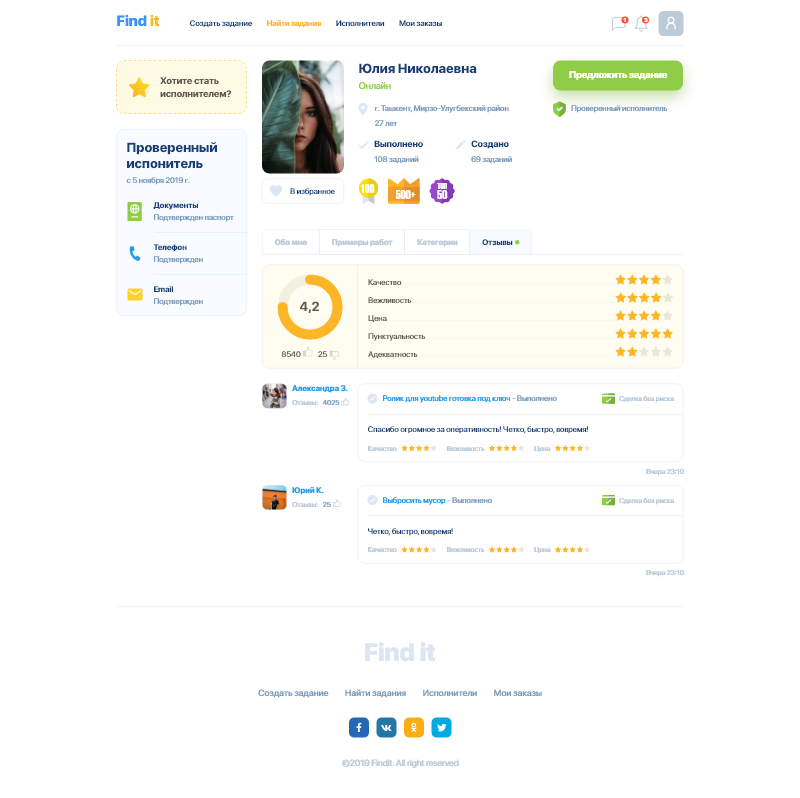 Find it
Создать задание
Найти задания
Исполнители
Мои заказы
1
3
Хотите стать
исполнителем?
Проверенный
испонитель
с 5 ноября 2019 г.
Документы
Подтвержден паспорт
Телефон
Подтвержден
Email
Подтвержден
В избранное
Юлия Николаевна
Онлайн
г. Ташкент, Мирзо-Улугбекский район
27 лет
Выполнено
108 заданий
Создано
69 заданий
100
500+
ТОП
50
Предложить задание
Проверенный исполнитель
Обо мне
Примеры работ
Категории
Отзывы
4,2
8540
25
Качество
Вежливость
Цена
Пунктуальность
Адекватность
Александра З.
Отзывы: 4025
Ролик для youtube готовка под ключ - Выполнено
Сделка без риска
Спасибо огромное за оперативность! Четко, быстро, вовремя!
Качество
Вежливость
Цена
Вчера 23:10
Юрий К.
Отзывы: 25
Выбросить мусор - Выполнено
Сделка без риска
Четко, быстро, вовремя!
Качество
Вежливость
Цена
Вчера 23:10
Find it
Создать задание
Найти задания
Исполнители
Мои заказы
©2019 Findit. All right reserved